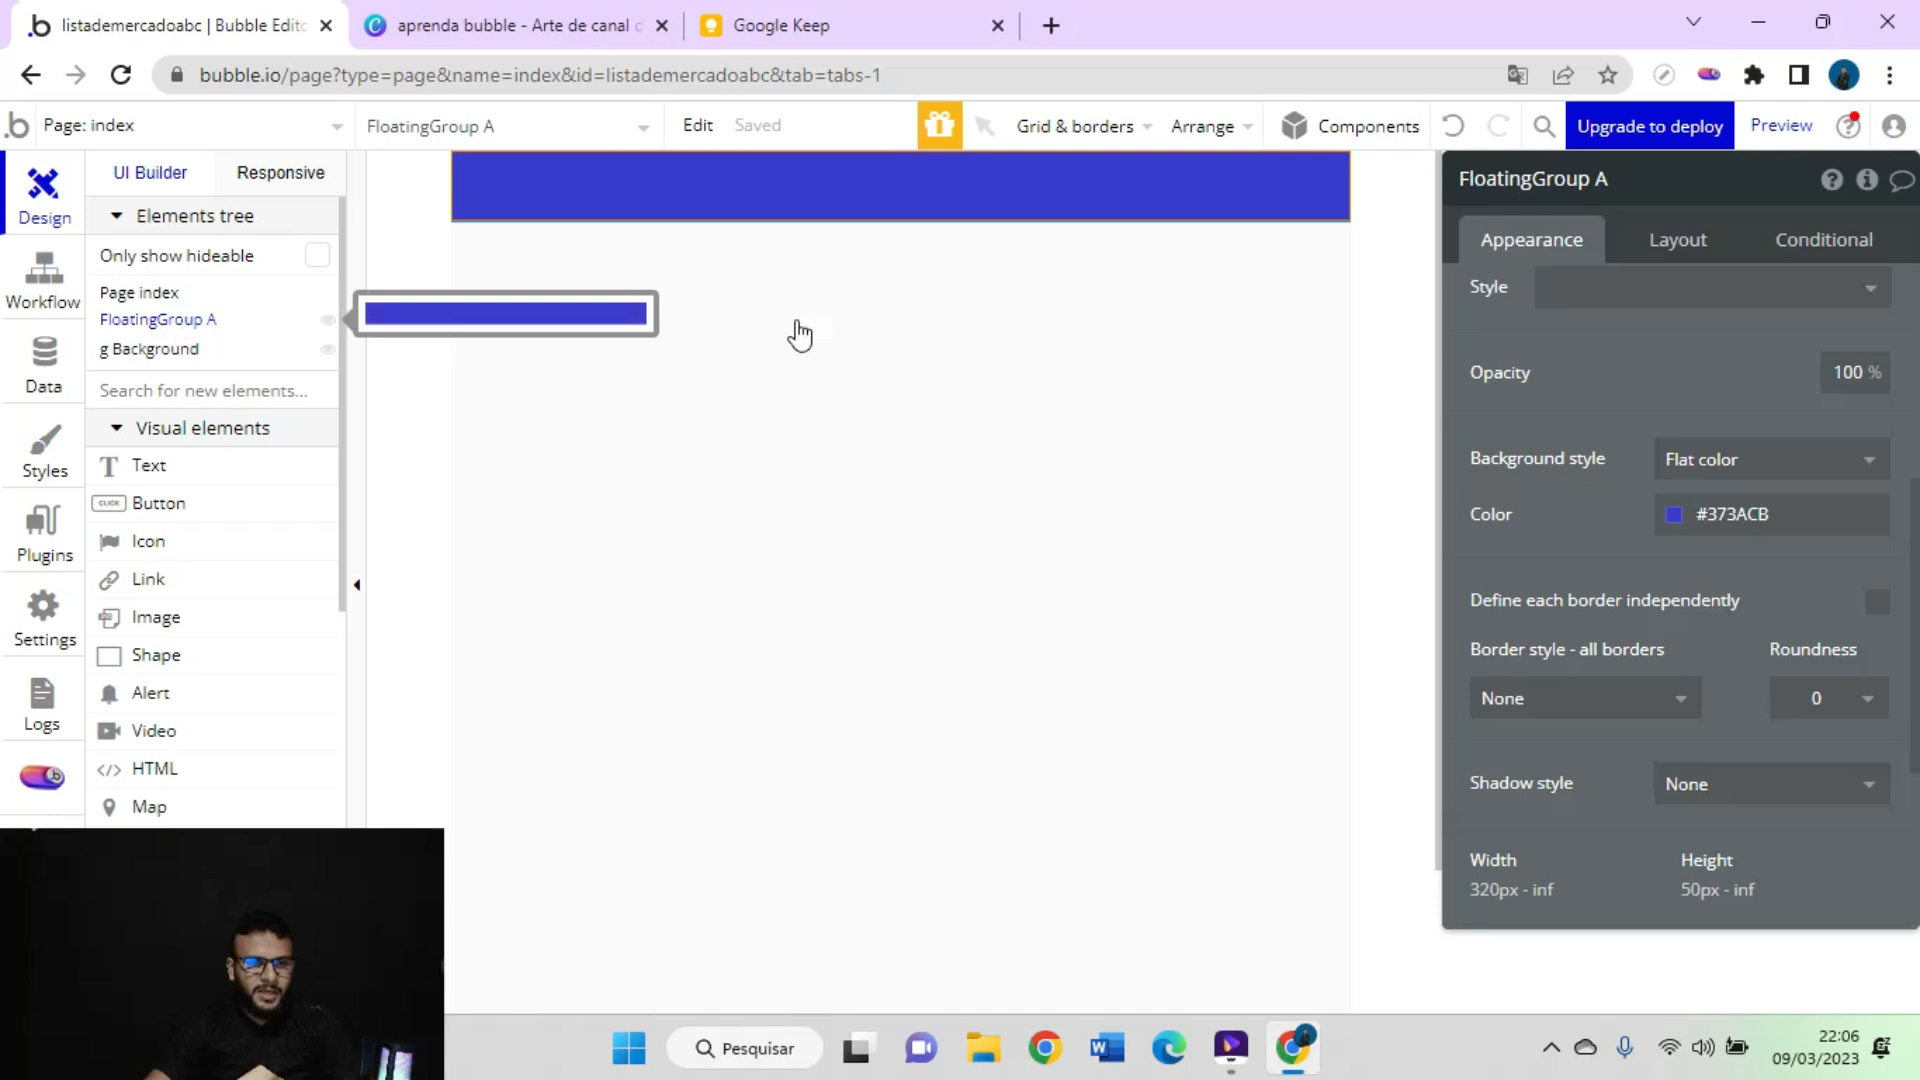 listademercadoabc | Bubble Edito
aprenda bubble - Arte de canal d
Google Keep
bubble.io/page?type=page&name=index&id=listademercadoabc&tab=tabs-1
Page: index
FloatingGroup A
Edit
Saved
Grid & borders
Arrange
Components
Upgrade to deploy
Preview
Design
Workflow
Data
Styles
Plugins
Settings
Logs
UI Builder
Responsive
Elements tree
Only show hideable
Page index
FloatingGroup A
g Background
Search for new elements...
Visual elements
Text
CLICK
Button
Icon
Link
Image
Shape
Alert
Video
HTML
Map
FloatingGroup A
Appearance
Layout
Conditional
Style
Opacity
100 %
Background style
Flat color
Color
#373ACB
Define each border independently
Border style - all borders
Roundness
None
0
Shadow style
None
Width
Height
320px - inf
50px - inf
Pesquisar
22:06
09/03/2023